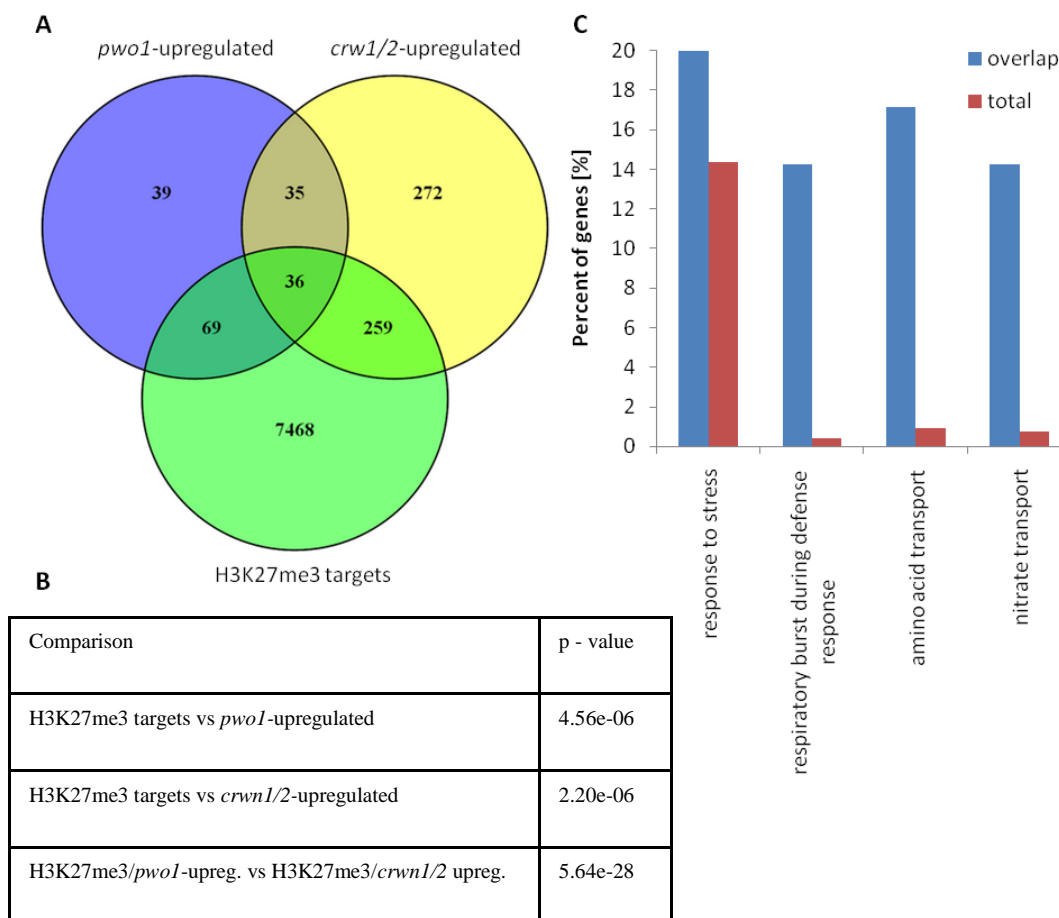 A
pwo1-upregulated
crw1/2-upregulated
39
35
272
36
69
259
7468
H3K27me3 targets
B
Comparison
p - value
H3K27me3 targets vs pwo1-upregulated
4.56e-06
H3K27me3 targets vs crwn1/2-upregulated
2.20e-06
H3K27me3/pwo1-upreg. vs H3K27me3/crwn1/2 upreg.
5.64e-28
C
Percent of genes [%]
20
18
16
14
12
10
8
6
4
2
0
overlap
total
response to stress
respiratory burst during defense
response
amino acid transport
nitrate transport